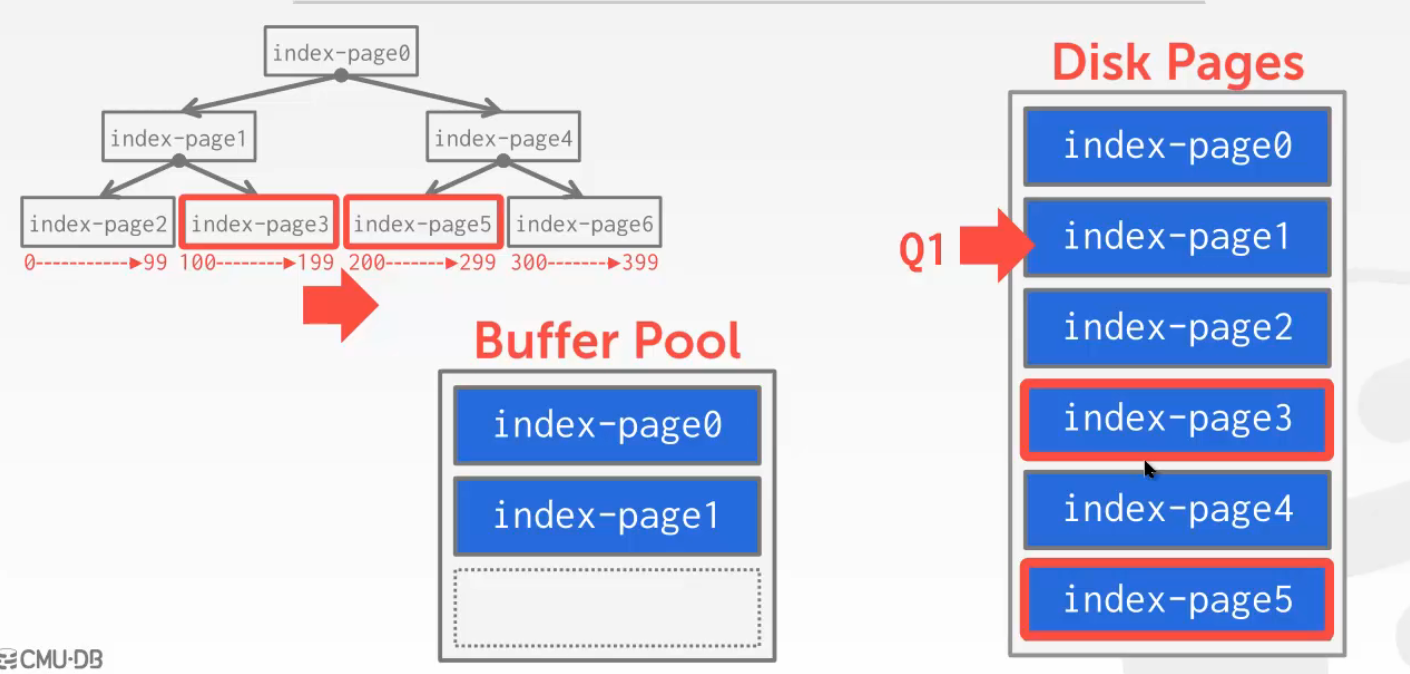 index-page0
index-page1
index-page4
index-page2
index-page3
index-page5
index-page6
0 99
100 199
200 299
300 399
Buffer Pool
index-page0
index-page1
Q1
Disk Pages
index-page0
index-page1
index-page2
index-page3
index-page4
index-page5
CMU·DB